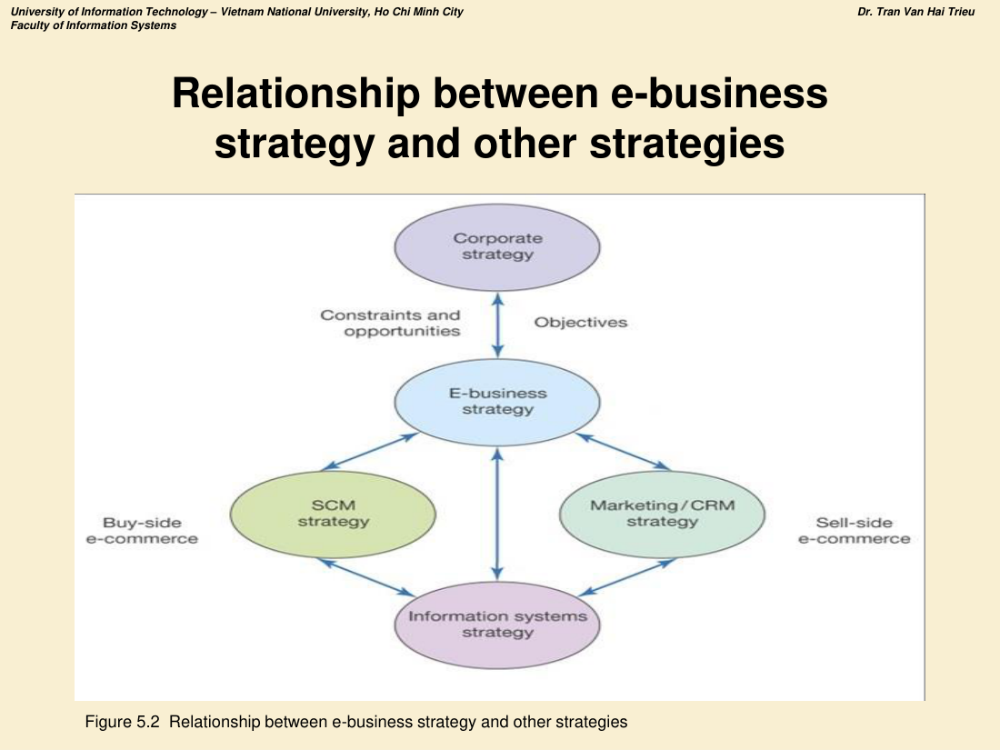 University of Information Technology – Vietnam National University, Ho Chi Minh City
Faculty of Information Systems
Dr. Tran Van Hai Trieu
Relationship between e-business
strategy and other strategies
Corporate
strategy
Constraints and
opportunities
Objectives
E-business
strategy
SCM
strategy
Marketing/CRM
strategy
Buy-side
e-commerce
Sell-side
e-commerce
Information systems
strategy
Figure 5.2 Relationship between e-business strategy and other strategies